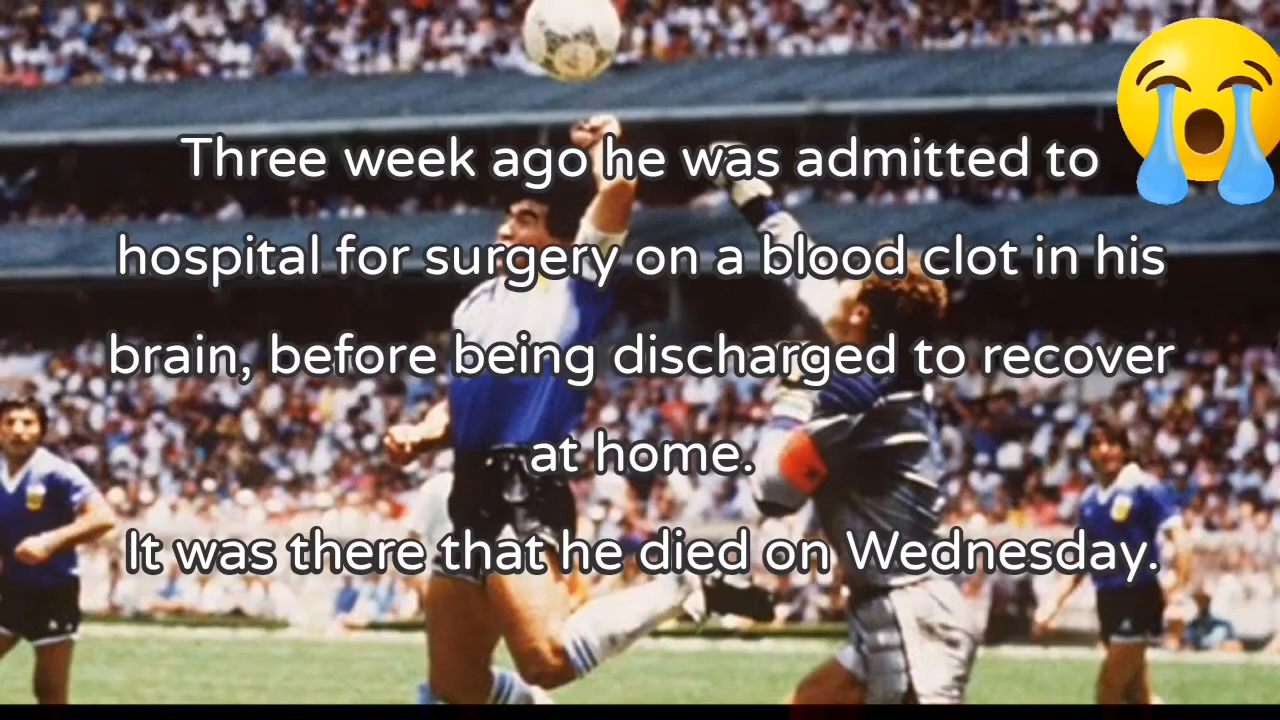 Three week ago he was admitted to
hospital for surgery on a blood clot in his
brain, before being discharged to recover
at home.
It was there that he died on Wednesday.